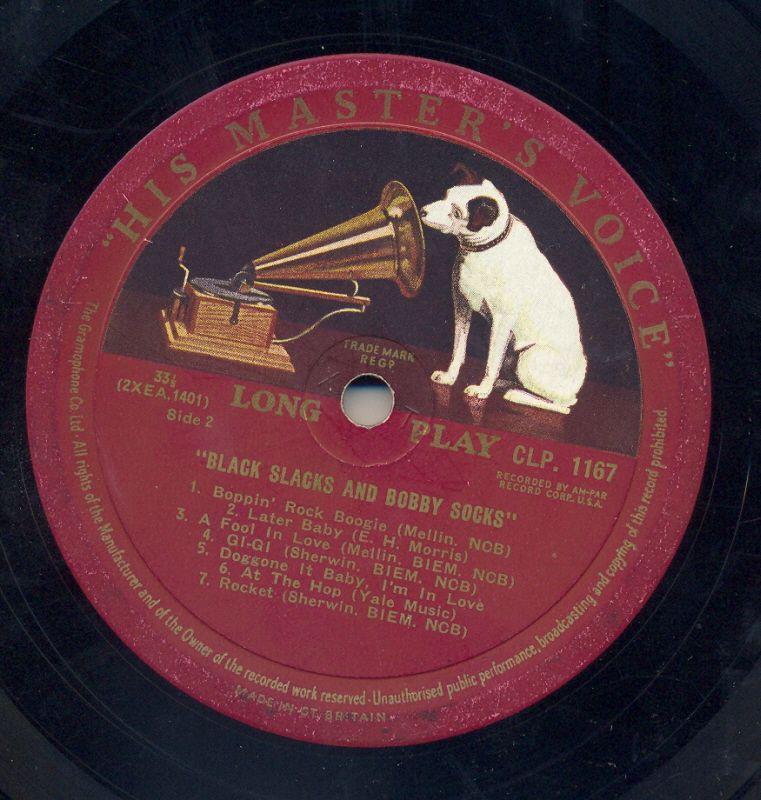 "HIS MASTER'S VOICE"
TRADE MARK
REGD
33⅓
(2XEA.1401)
Side 2
LONG PLAY
CLP. 1167
RECORDED BY AM-PAR
RECORD CORP. U.S.A.
"BLACK SLACKS AND BOBBY SOCKS"
1. Boppin' Rock Boogie (Mellin. NCB)
2. Later Baby (E. H. Morris)
3. A Fool In Love (Mellin. BIEM. NCB)
4. GI-GI (Sherwin. BIEM. NCB)
5. Doggone It Baby, I'm In Love
6. At The Hop (Yale Music)
7. Rocket (Sherwin. BIEM. NCB)
The Gramophone Co Ltd · All rights of the Manufacturer and of the Owner of the recorded work reserved · Unauthorised public performance, broadcasting and copying of this record prohibited.
MADE IN GT. BRITAIN